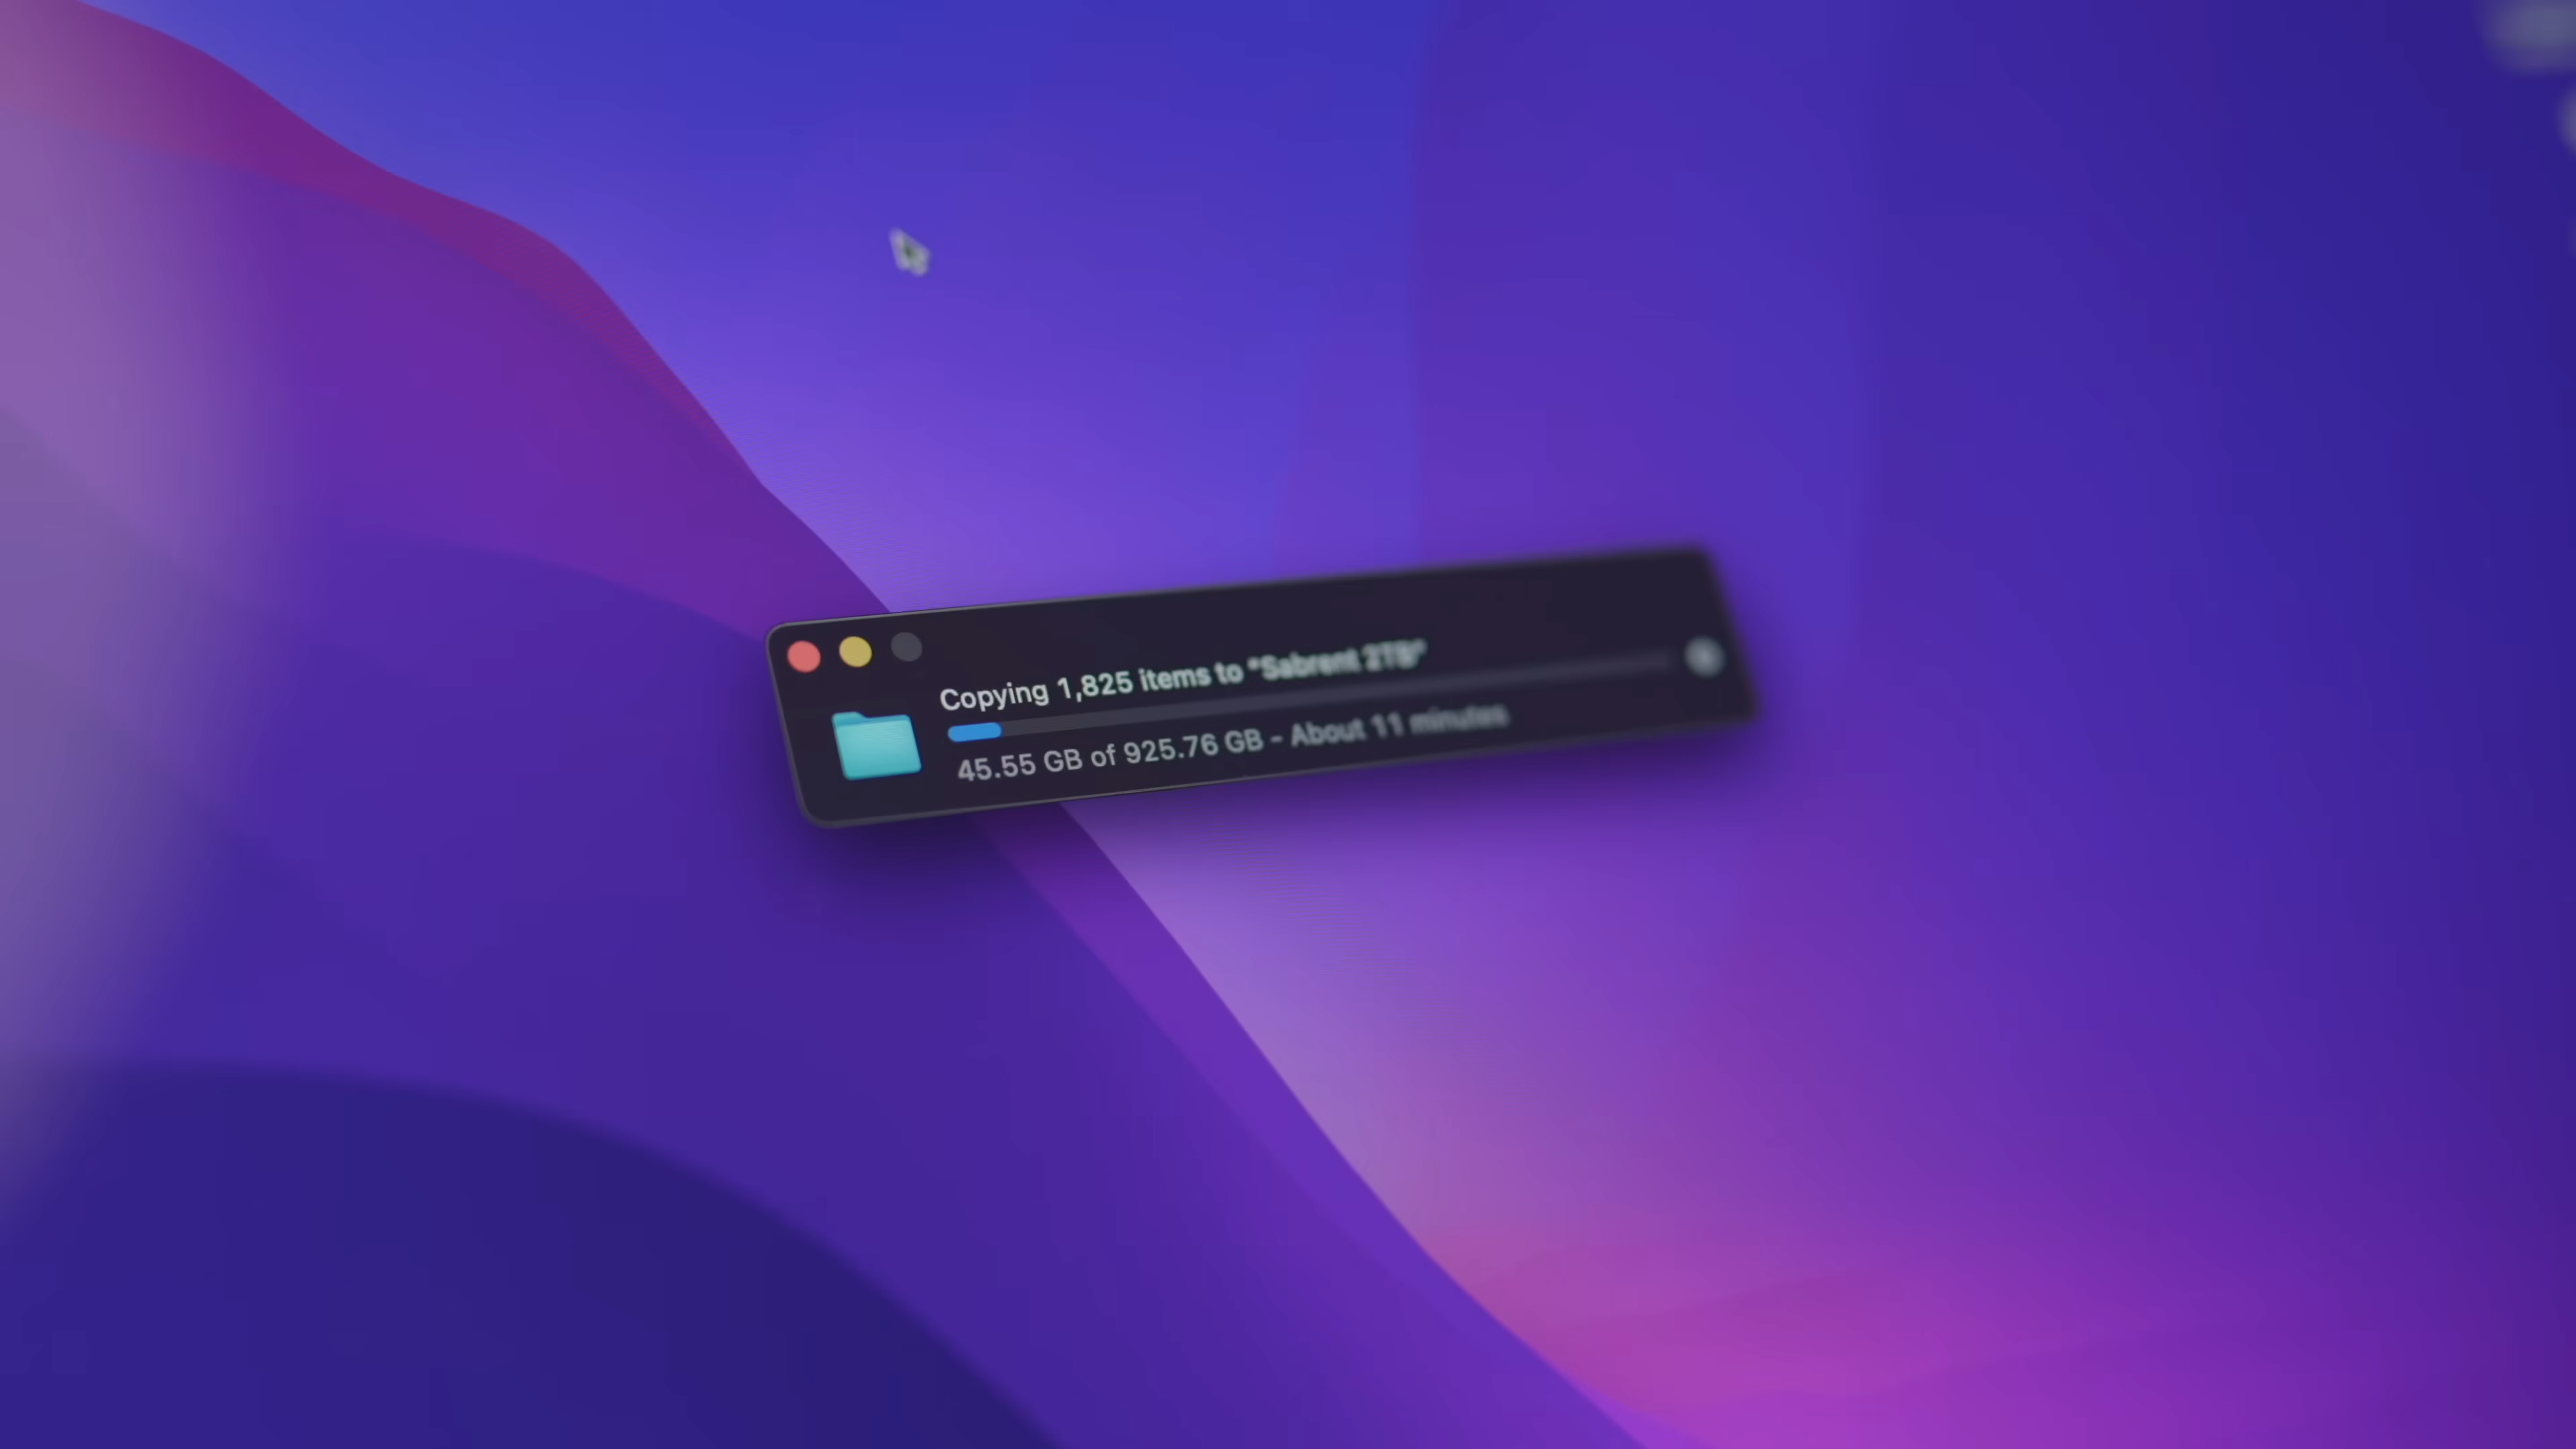 Copying 1,825 items to "Sabrent 2TB"
45.55 GB of 925.76 GB - About 11 minutes